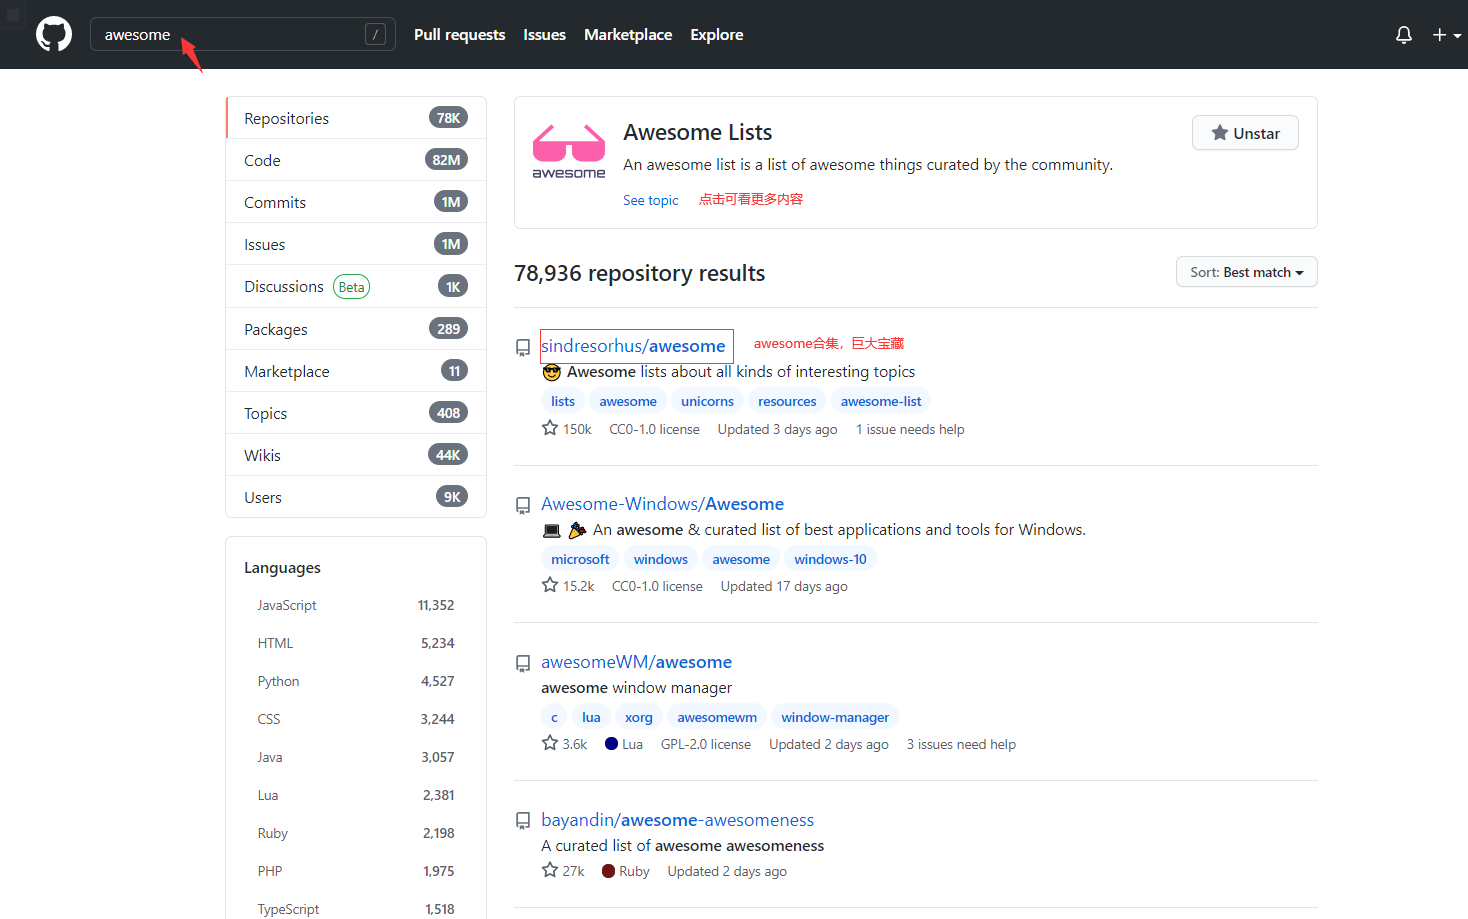 awesome / Pull requests Issues Marketplace Explore
Repositories 78K
Code 82M
Commits 1M
Issues 1M
Discussions Beta 1K
Packages 289
Marketplace 11
Topics 408
Wikis 44K
Users 9K
Languages
JavaScript 11,352
HTML 5,234
Python 4,527
CSS 3,244
Java 3,057
Lua 2,381
Ruby 2,198
PHP 1,975
TypeScript 1,518
awesome
Awesome Lists
Unstar
An awesome list is a list of awesome things curated by the community.
See topic 点击可看更多内容
78,936 repository results
Sort: Best match
sindresorhus/awesome awesome合集，巨大宝藏
Awesome lists about all kinds of interesting topics
lists awesome unicorns resources awesome-list
150k CC0-1.0 license Updated 3 days ago 1 issue needs help
Awesome-Windows/Awesome
An awesome & curated list of best applications and tools for Windows.
microsoft windows awesome windows-10
15.2k CC0-1.0 license Updated 17 days ago
awesomeWM/awesome
awesome window manager
c lua xorg awesomewm window-manager
3.6k Lua GPL-2.0 license Updated 2 days ago 3 issues need help
bayandin/awesome-awesomeness
A curated list of awesome awesomeness
27k Ruby Updated 2 days ago